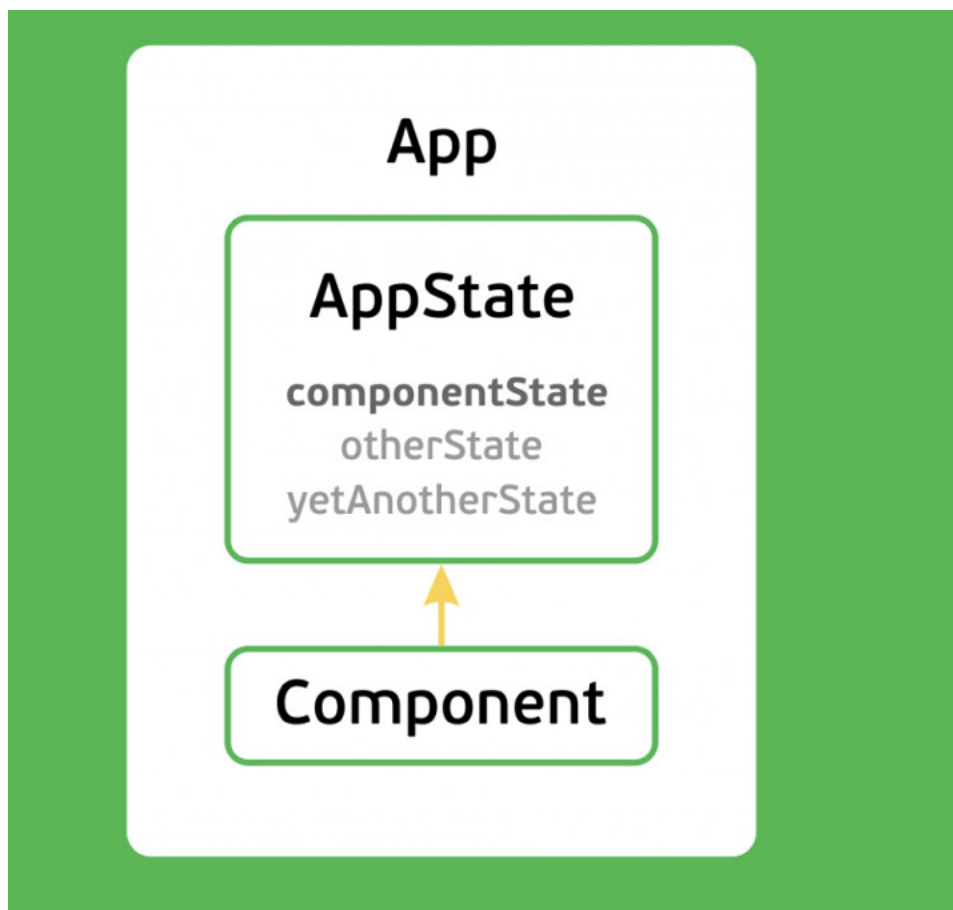 App
AppState
componentState
otherState
yetAnotherState
Component